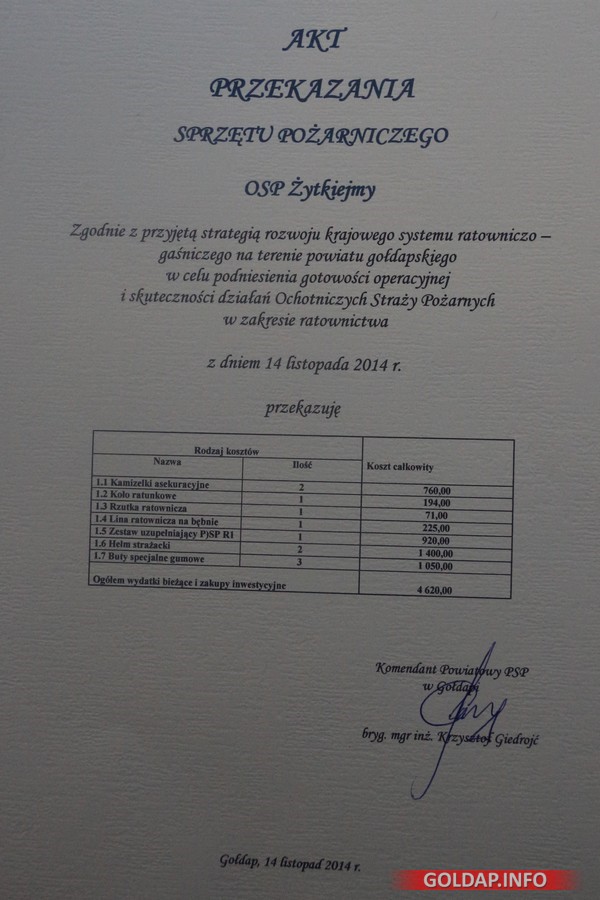 AKT
PRZEKAZANIA
SPRZĘTU POŻARNICZEGO
OSP Żytkiejmy
Zgodnie z przyjętą strategią rozwoju krajowego systemu ratowniczo –
gaśniczego na terenie powiatu gołdapskiego
w celu podniesienia gotowości operacyjnej
i skuteczności działań Ochotniczych Straży Pożarnych
w zakresie ratownictwa
z dniem 14 listopada 2014 r.
przekazuję
Rodzaj kosztów
Nazwa Ilość Koszt całkowity
1.1 Kamizelki asekuracyjne 2 760,00
1.2 Koło ratunkowe 1 194,00
1.3 Rzutka ratownicza 1 71,00
1.4 Lina ratownicza na bębnie 1 225,00
1.5 Zestaw uzupełniający P)SP R1 1 920,00
1.6 Hełm strażacki 2 1 400,00
1.7 Buty specjalne gumowe 3 1 050,00
Ogółem wydatki bieżące i zakupy inwestycyjne 4 620,00
Komendant Powiatowy PSP
w Gołdapi
bryg. mgr inż. Krzysztof Giedrojć
Gołdap, 14 listopad 2014 r.
GOLDAP.INFO